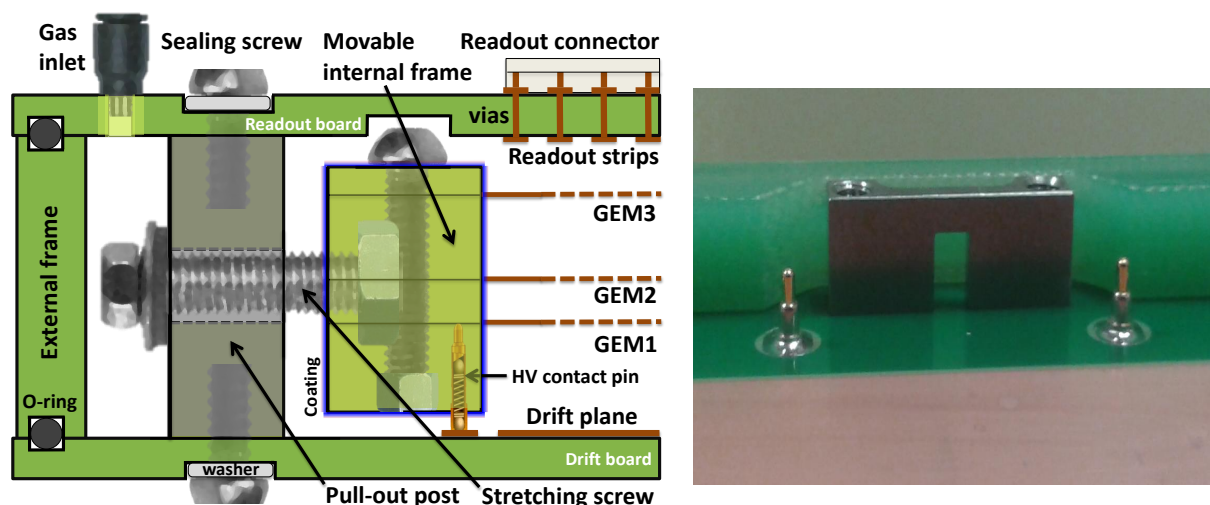 Gas
inlet
Sealing screw
Movable
internal frame
Readout connector
Readout board
vias
Readout strips
External frame
GEM3
GEM2
GEM1
Coating
HV contact pin
O-ring
Drift plane
washer
Drift board
Pull-out post
Stretching screw